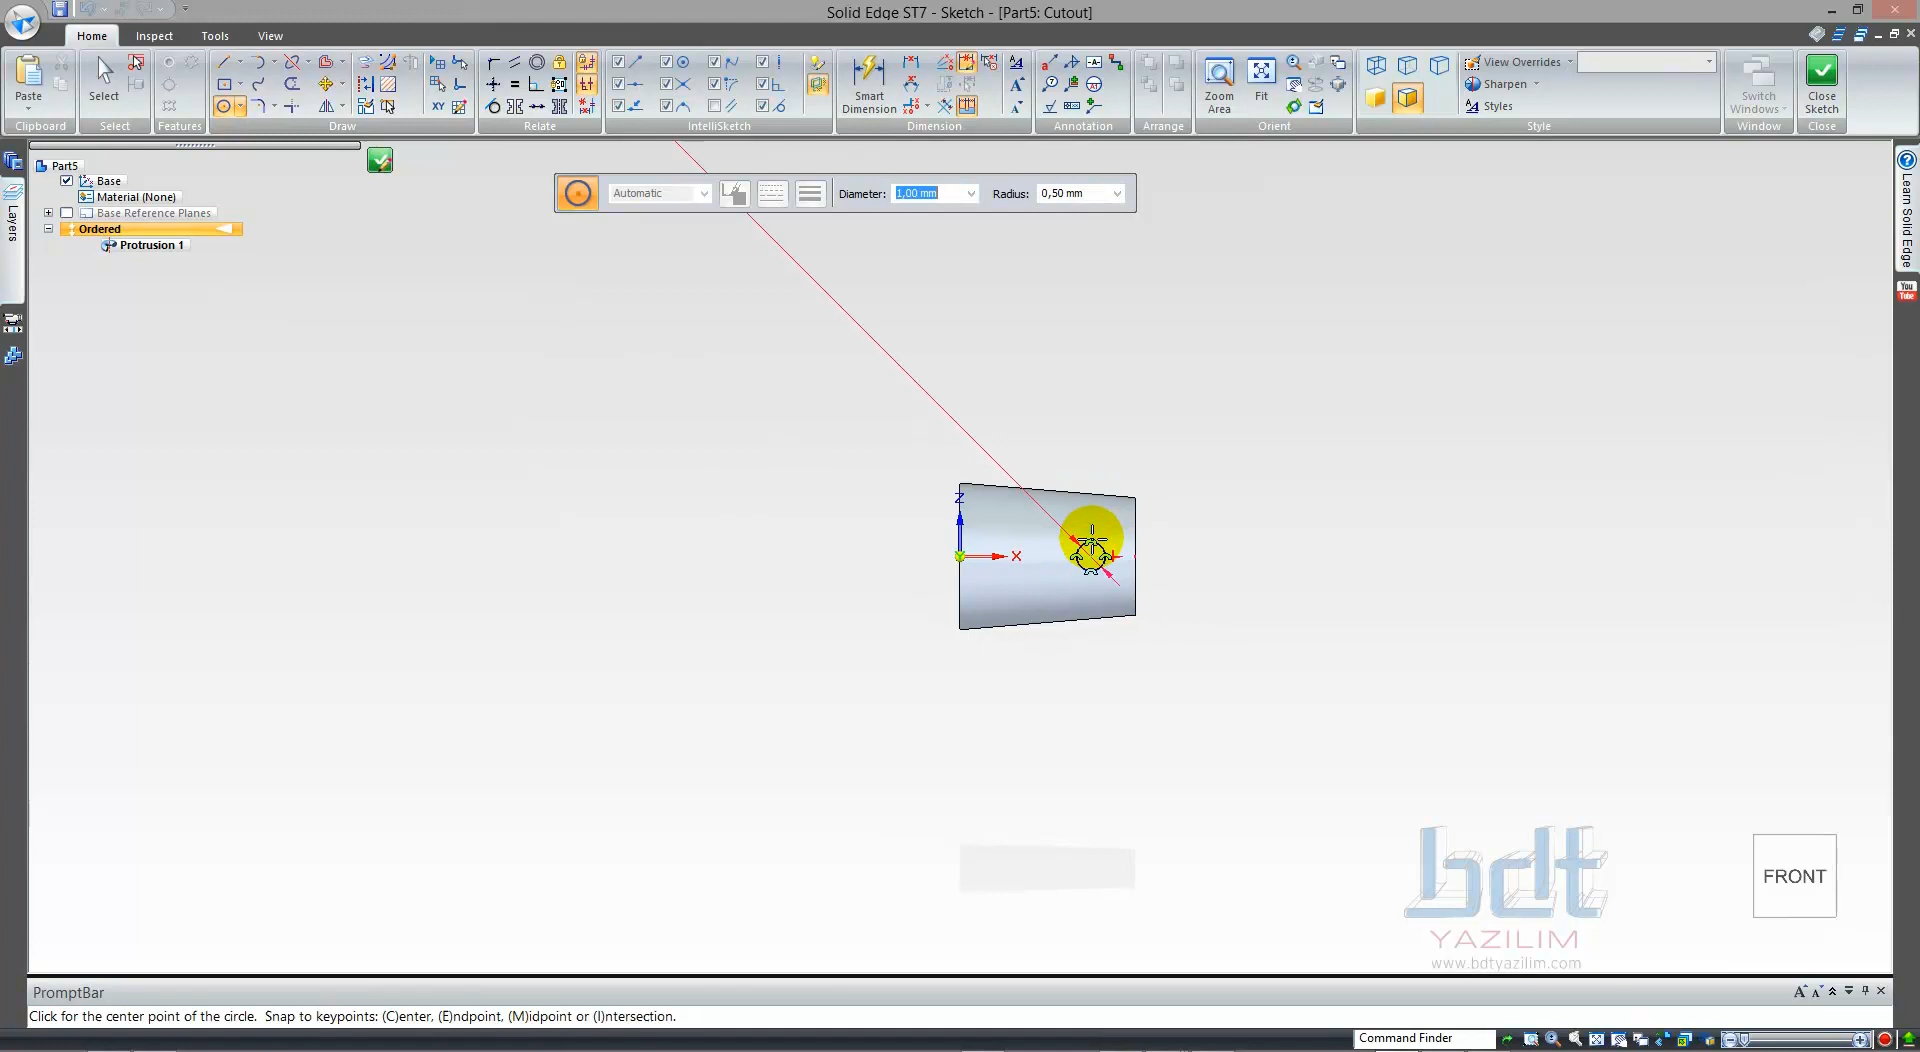 Solid Edge ST7 - Sketch - [Part5: Cutout]
Home Inspect Tools View
Paste
Clipboard
Select
Select
Features
Draw
XY
Relate
IntelliSketch
Smart Dimension
Dimension
Annotation
Arrange
Zoom Area
Fit
Orient
View Overrides
Sharpen
Styles
Style
Switch Windows
Window
Close Sketch
Close
Part5
Base
Material (None)
Base Reference Planes
Ordered
Protrusion 1
Automatic
Diameter: 1,00 mm
Radius: 0,50 mm
Layers
Learn Solid Edge
You
Tube
Z
X
FRONT
bdt
YAZILIM
www.bdtyazilim.com
PromptBar
Click for the center point of the circle. Snap to keypoints: (C)enter, (E)ndpoint, (M)idpoint or (I)ntersection.
Command Finder